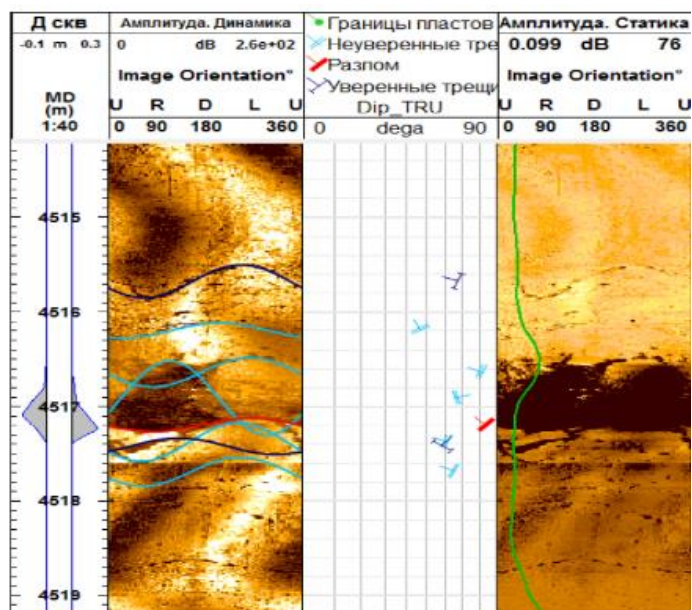 Д скв
-0.1 m 0.3
MD
(m)
1:40
Амплитуда. Динамика
0 dB 2.6e+02
Image Orientation°
U R D L U
0 90 180 360
Границы пластов
Неуверенные тре
Разлом
Уверенные трещи
Dip_TRU
0 dega 90
Амплитуда. Статика
0.099 dB 76
Image Orientation°
U R D L U
0 90 180 360
4515
4516
4517
4518
4519